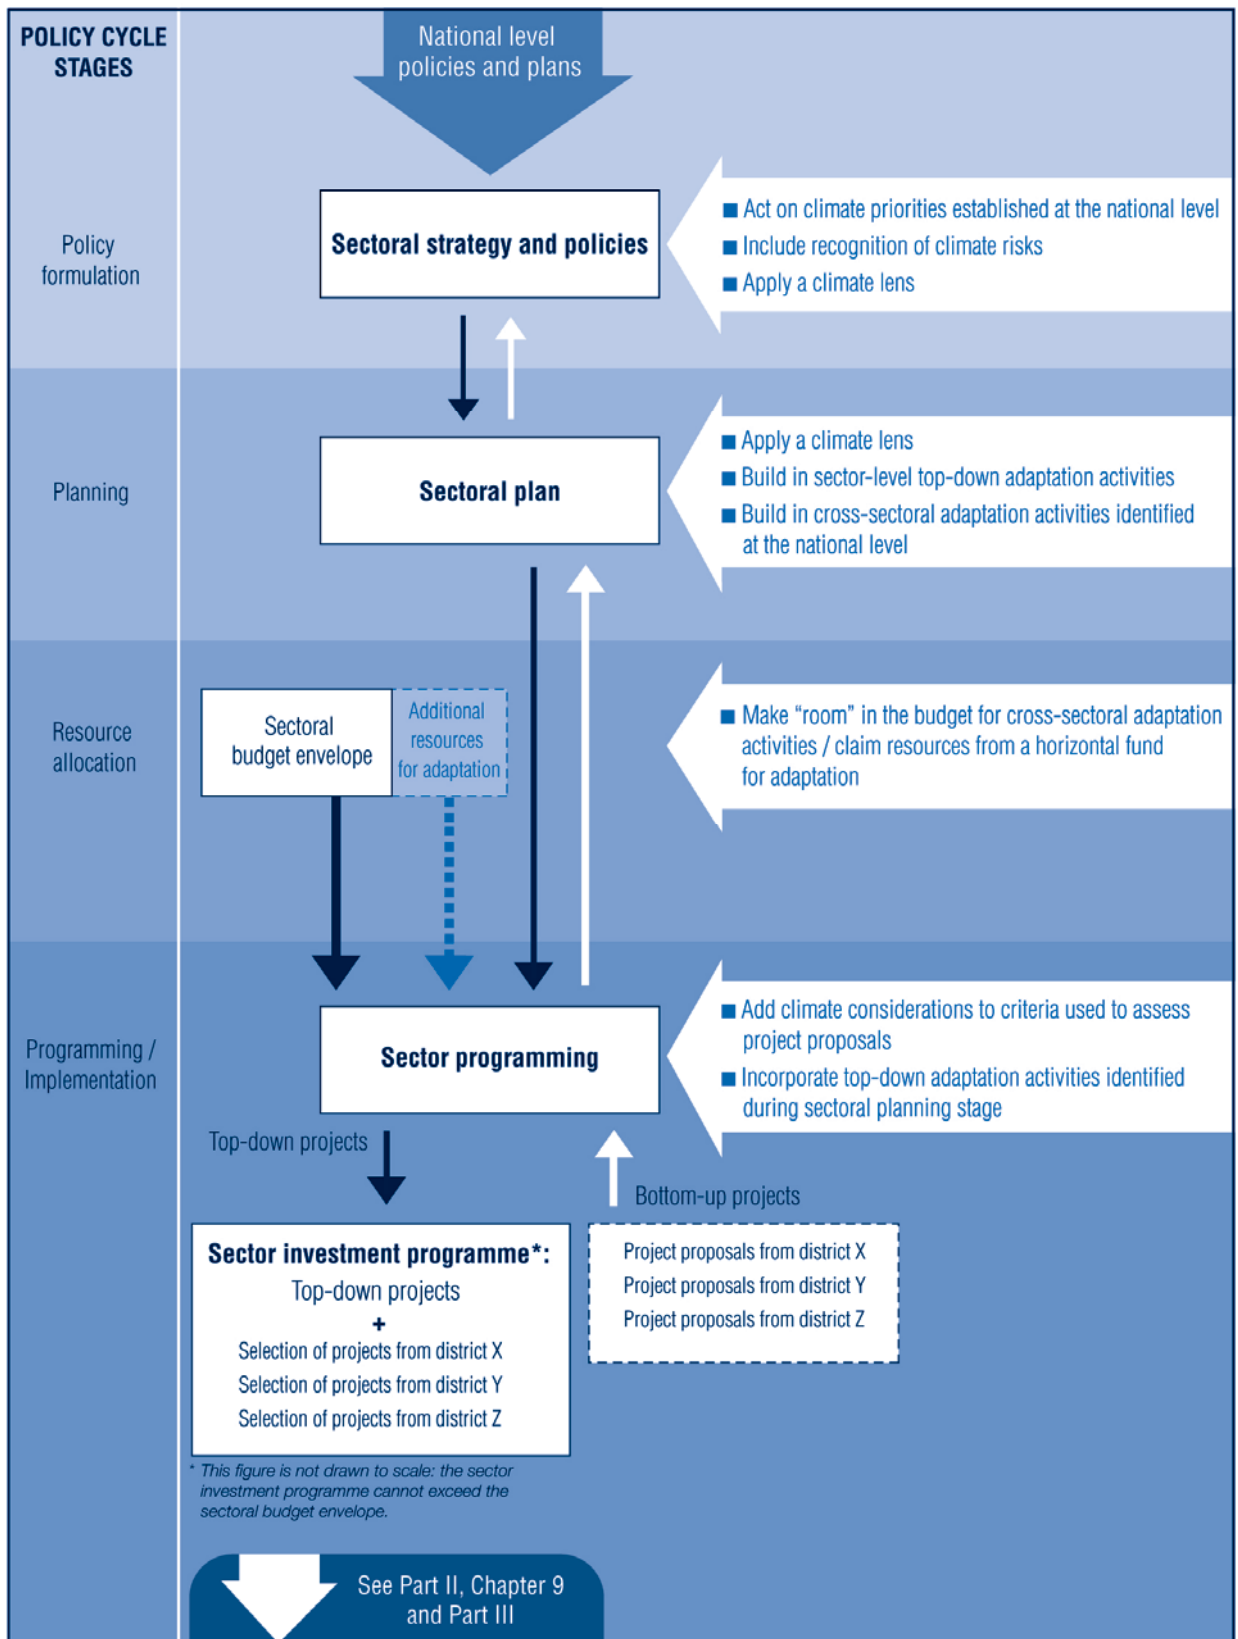 POLICY CYCLE
STAGES
National level
policies and plans
Policy
formulation
Sectoral strategy and policies
■ Act on climate priorities established at the national level
■ Include recognition of climate risks
■ Apply a climate lens
Planning
Sectoral plan
■ Apply a climate lens
■ Build in sector-level top-down adaptation activities
■ Build in cross-sectoral adaptation activities identified
at the national level
Resource
allocation
Sectoral
budget envelope
Additional
resources
for adaptation
■ Make “room” in the budget for cross-sectoral adaptation
activities / claim resources from a horizontal fund
for adaptation
Programming /
Implementation
Sector programming
■ Add climate considerations to criteria used to assess
project proposals
■ Incorporate top-down adaptation activities identified
during sectoral planning stage
Top-down projects
Bottom-up projects
Sector investment programme*:
Top-down projects
+
Selection of projects from district X
Selection of projects from district Y
Selection of projects from district Z
Project proposals from district X
Project proposals from district Y
Project proposals from district Z
* This figure is not drawn to scale: the sector
investment programme cannot exceed the
sectoral budget envelope.
See Part II, Chapter 9
and Part III